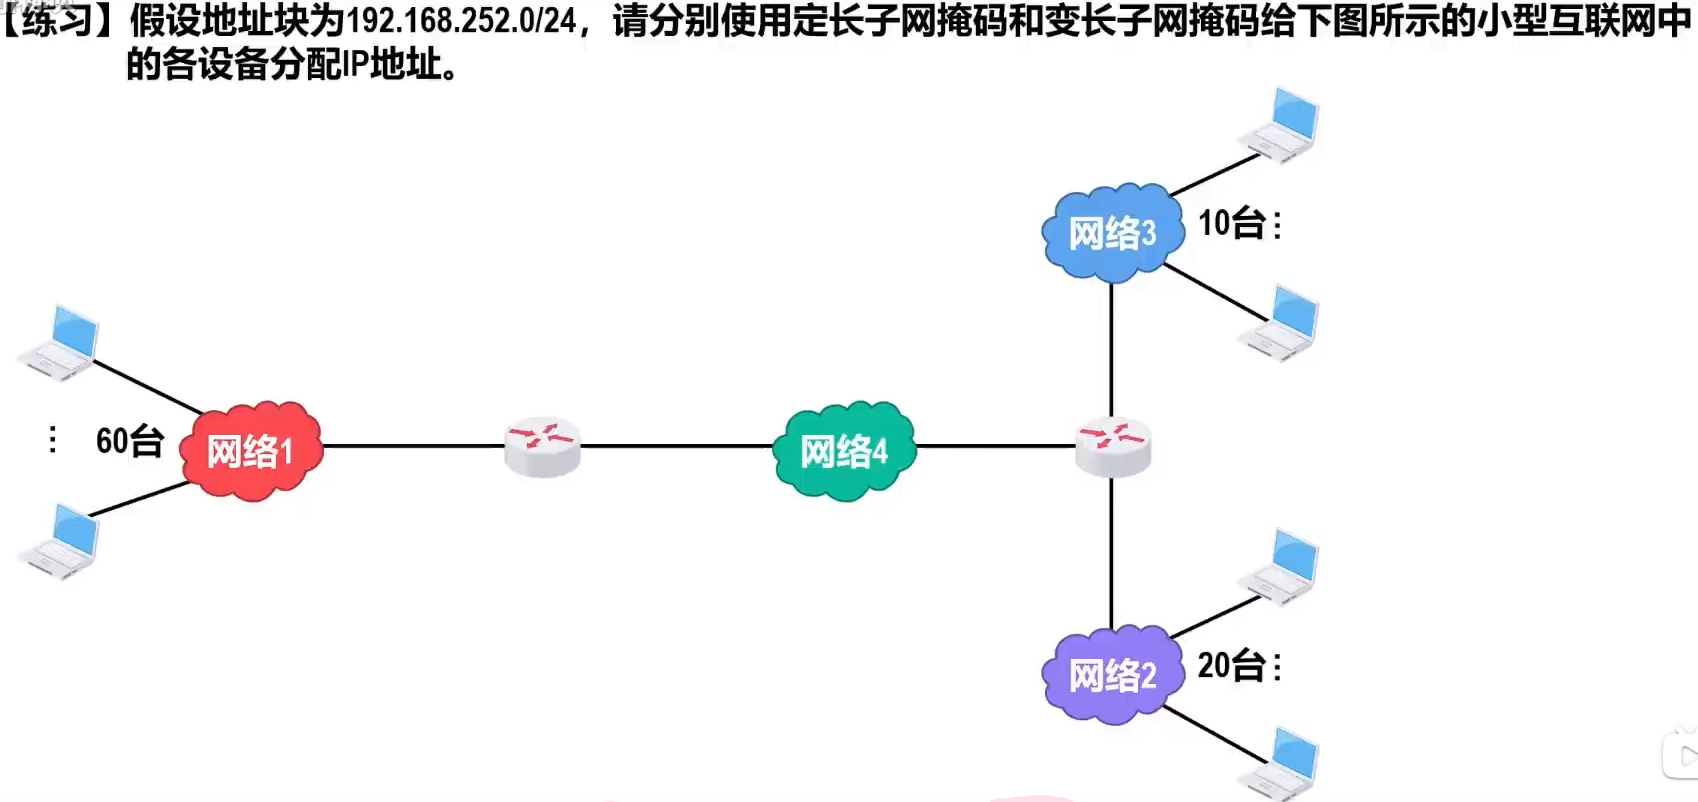 【练习】假设地址块为192.168.252.0/24，请分别使用定长子网掩码和变长子网掩码给下图所示的小型互联网中
的各设备分配IP地址。
网络3
10台⋮
⋮ 60台
网络1
网络4
网络2
20台⋮